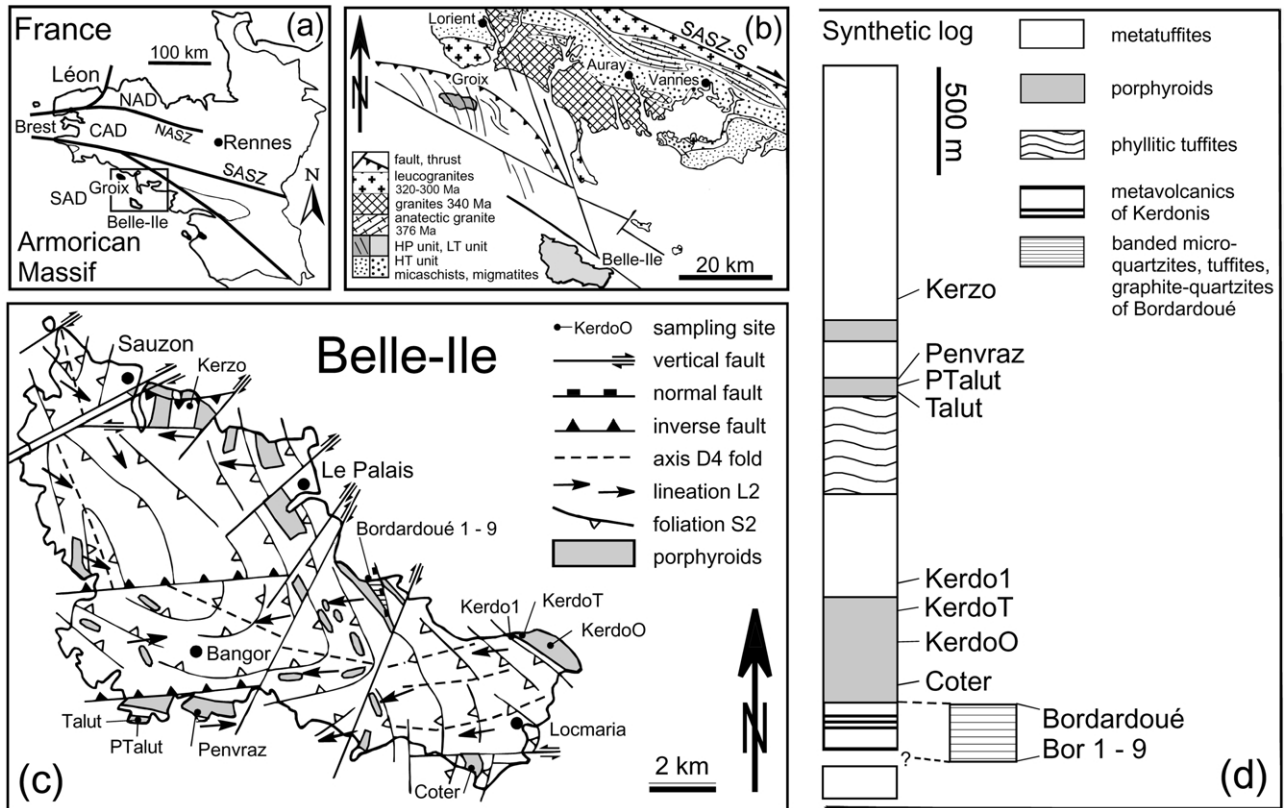 France
(a)
100 km
Léon
NAD
Brest
CAD
NASZ
Rennes
SASZ
N
SAD
Groix
Belle-Ile
Armorican
Massif
Lorient
(b)
SASZ-S
Auray
Vannes
Groix
N
fault, thrust
leucogranites
320-300 Ma
granites 340 Ma
anatectic granite
376 Ma
HP unit, LT unit
HT unit
micaschists, migmatites
Belle-Ile
20 km
Belle-Ile
Sauzon
Kerzo
KerdoO sampling site
vertical fault
normal fault
inverse fault
axis D4 fold
lineation L2
foliation S2
porphyroids
Le Palais
Bordardoué 1 - 9
Kerdo1
KerdoT
KerdoO
Bangor
Talut
PTalut
Penvraz
Locmaria
Coter
N
2 km
(c)
Synthetic log
500 m
metatuffites
porphyroids
phyllitic tuffites
metavolcanics
of Kerdonis
banded micro-
quartzites, tuffites,
graphite-quartzites
of Bordardoué
Kerzo
Penvraz
PTalut
Talut
Kerdo1
KerdoT
KerdoO
Coter
Bordardoué
Bor 1 - 9
?
(d)